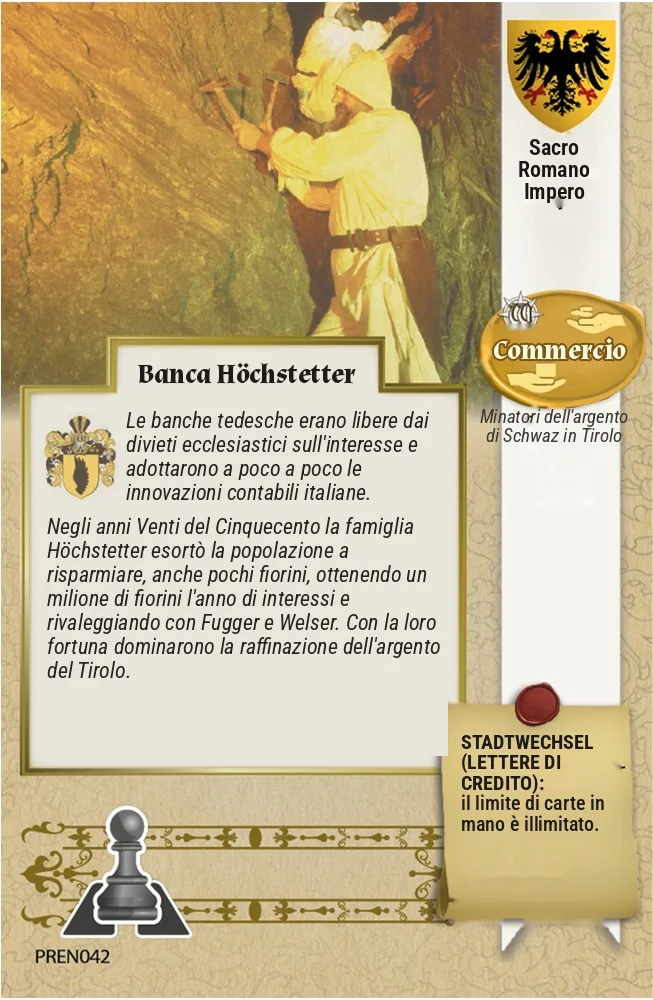 Sacro
Romano
Impero
Commercio
Minatori dell'argento
di Schwaz in Tirolo
Banca Höchstetter
Le banche tedesche erano libere dai
divieti ecclesiastici sull'interesse e
adottarono a poco a poco le
innovazioni contabili italiane.
Negli anni Venti del Cinquecento la famiglia
Höchstetter esortò la popolazione a
risparmiare, anche pochi fiorini, ottenendo un
milione di fiorini l'anno di interessi e
rivaleggiando con Fugger e Welser. Con la loro
fortuna dominarono la raffinazione dell'argento
del Tirolo.
STADTWECHSEL
(LETTERE DI
CREDITO):
il limite di carte in
mano è illimitato.
PREN042